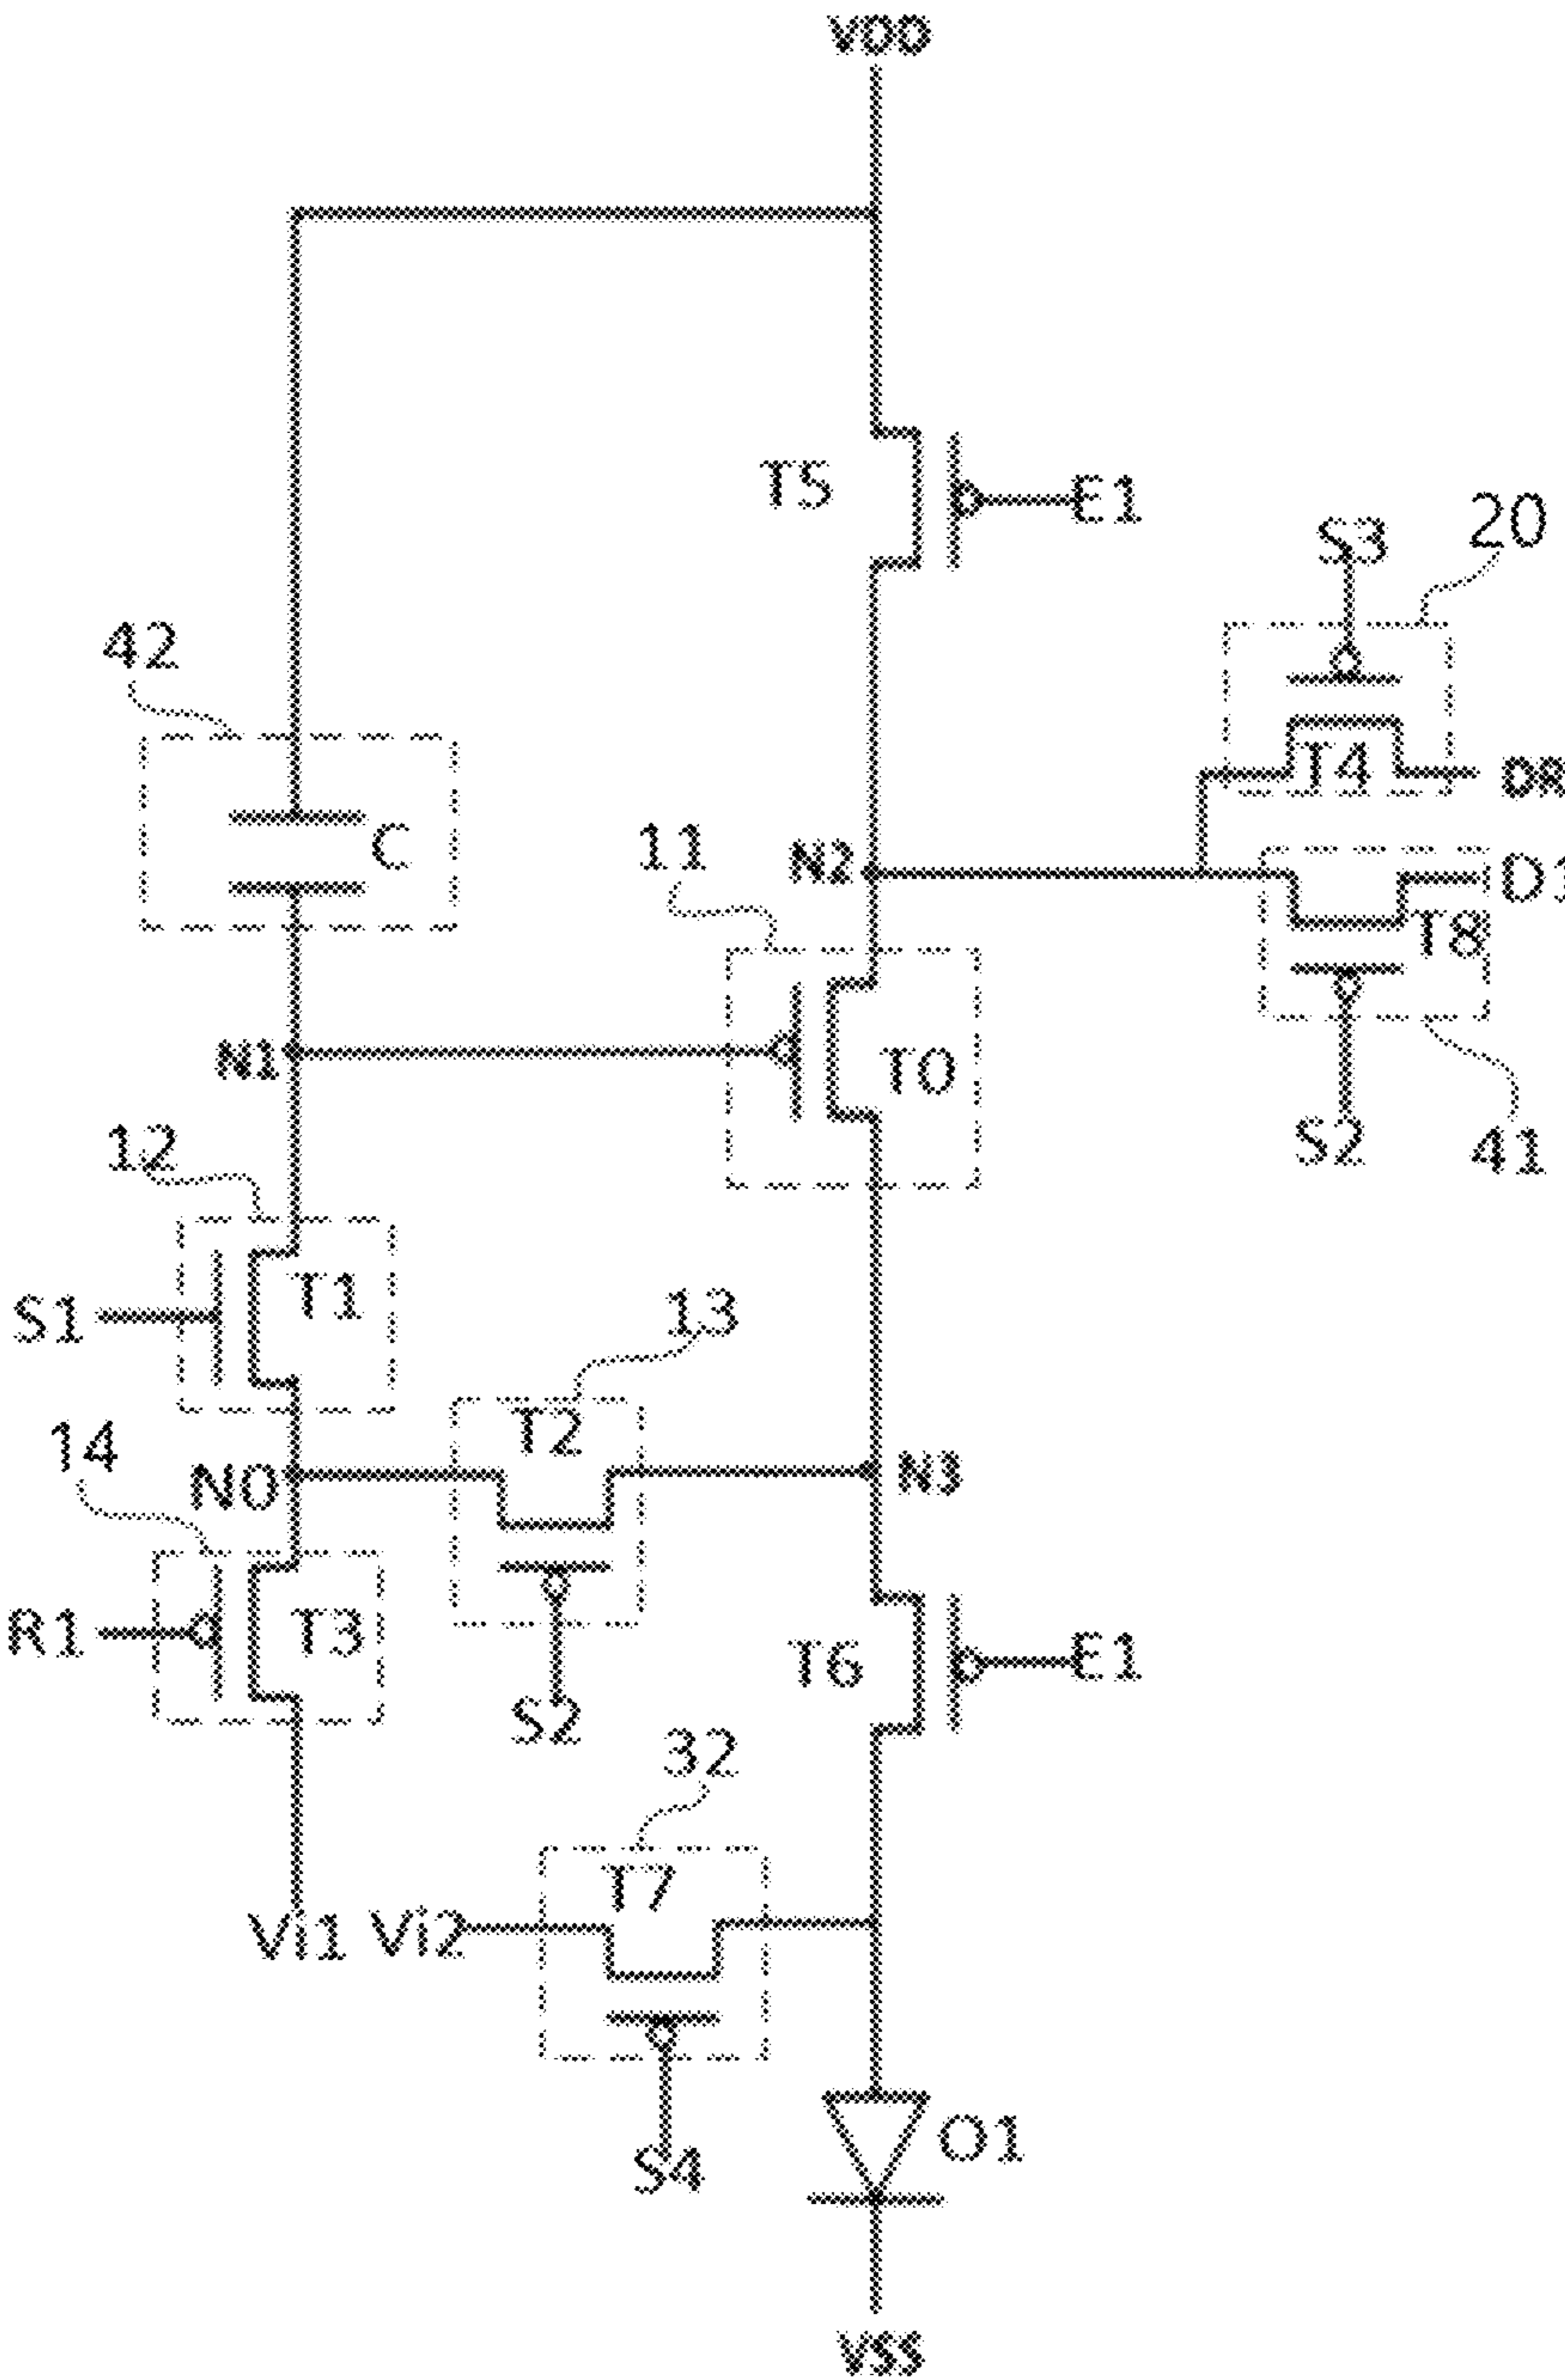 VDD
T5
E1
S3
20
42
T4
DR
C
11
N2
D1
T8
N1
T0
S2
41
12
T1
S1
13
T2
14
N0
N3
R1
T3
T6
E1
S2
32
T7
Vi1
Vi2
S4
O1
VSS